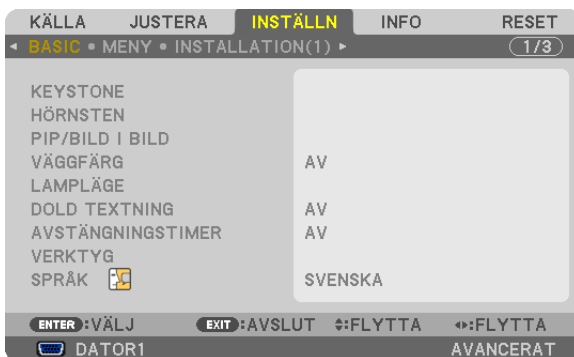 KÄLLA JUSTERA INSTÄLLN INFO RESET
BASIC • MENY • INSTALLATION(1) 1/3
KEYSTONE
HÖRNSTEN
PIP/BILD I BILD
VÄGGFÄRG AV
LAMPLÄGE
DOLD TEXTNING AV
AVSTÄNGNINGSTIMER AV
VERKTYG
SPRÅK SVENSKA
ENTER :VÄLJ EXIT :AVSLUT :FLYTTA :FLYTTA
DATOR1 AVANCERAT